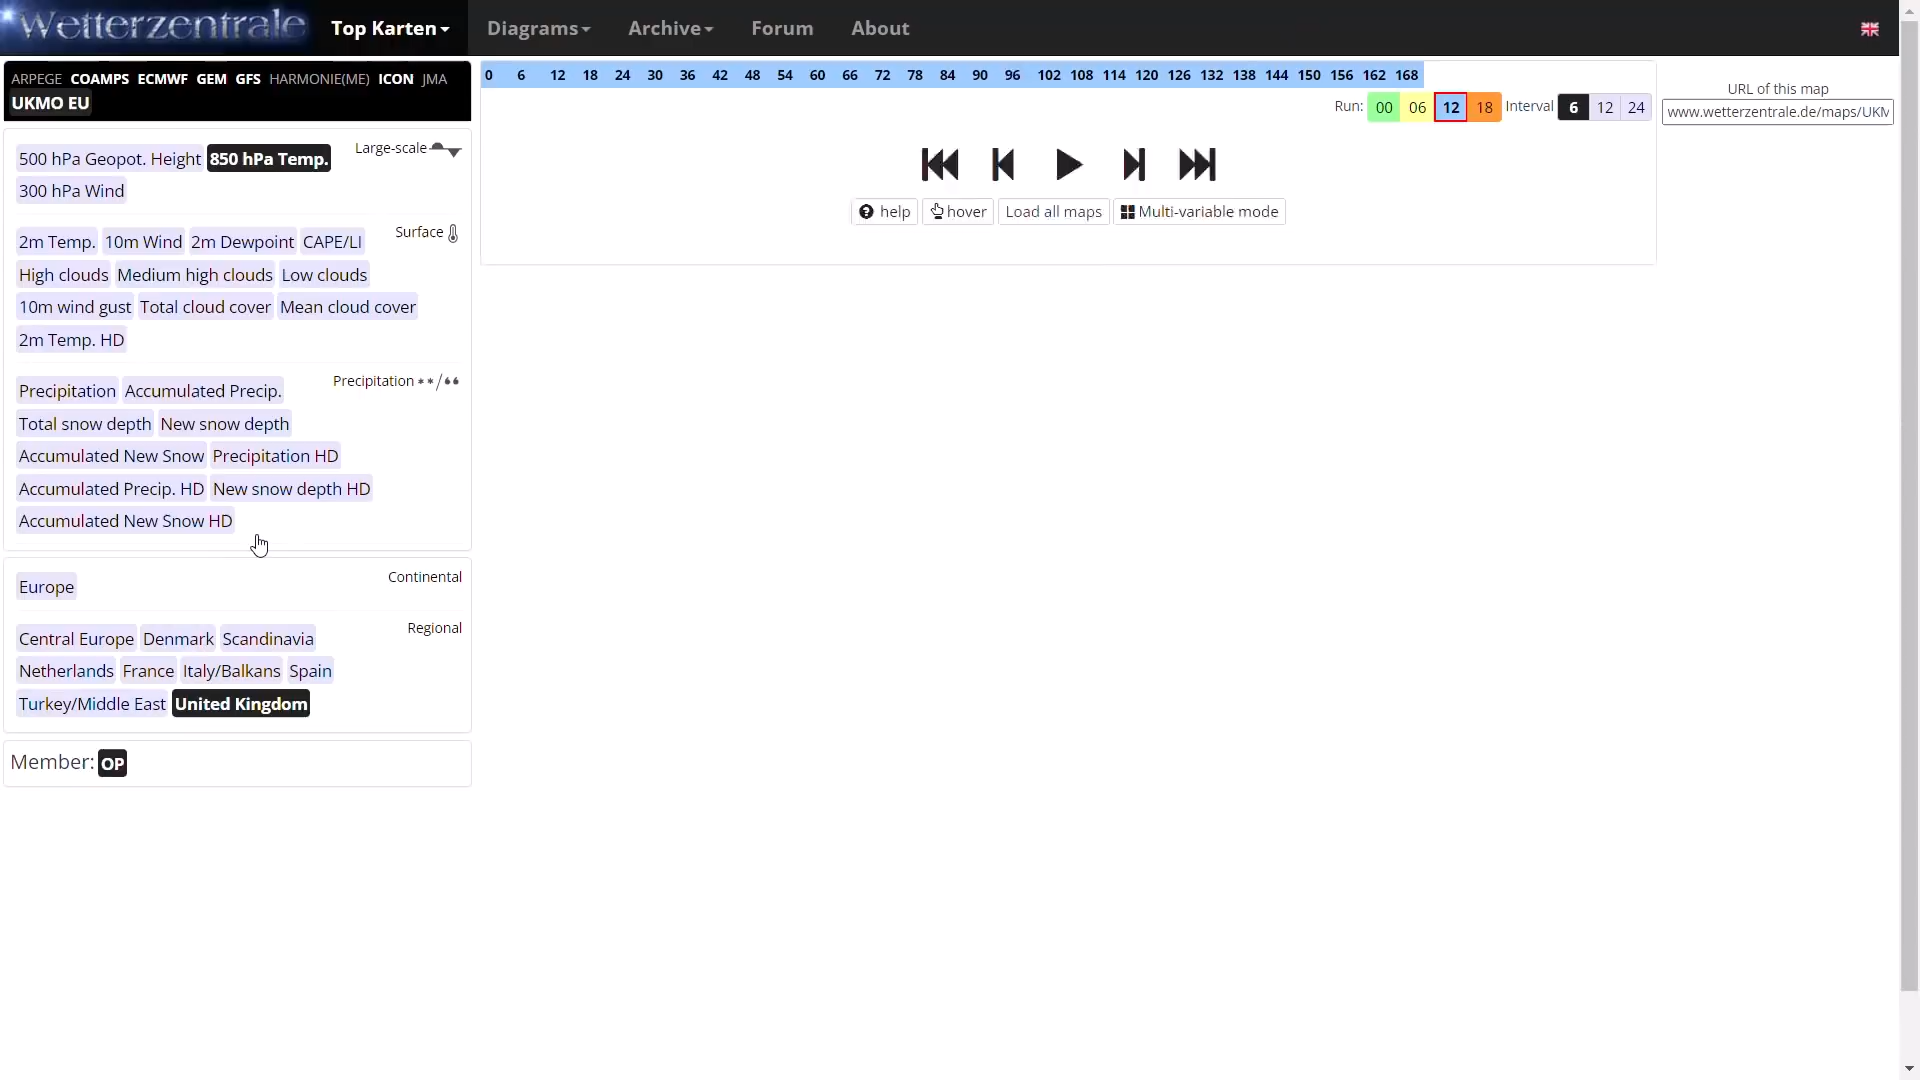 Wetterzentrale Top Karten Diagrams Archive Forum About
ARPEGE COAMPS ECMWF GEM GFS HARMONIE(ME) ICON JMA
UKMO EU
500 hPa Geopot. Height 850 hPa Temp. Large-scale
300 hPa Wind
Surface
2m Temp. 10m Wind 2m Dewpoint CAPE/LI
High clouds Medium high clouds Low clouds
10m wind gust Total cloud cover Mean cloud cover
2m Temp. HD
Precipitation **/
Precipitation Accumulated Precip.
Total snow depth New snow depth
Accumulated New Snow Precipitation HD
Accumulated Precip. HD New snow depth HD
Accumulated New Snow HD
Continental
Europe
Regional
Central Europe Denmark Scandinavia
Netherlands France Italy/Balkans Spain
Turkey/Middle East United Kingdom
Member: OP
0 6 12 18 24 30 36 42 48 54 60 66 72 78 84 90 96 102 108 114 120 126 132 138 144 150 156 162 168
Run: 00 06 12 18 Interval 6 12 24
help hover Load all maps Multi-variable mode
URL of this map
www.wetterzentrale.de/maps/UKM